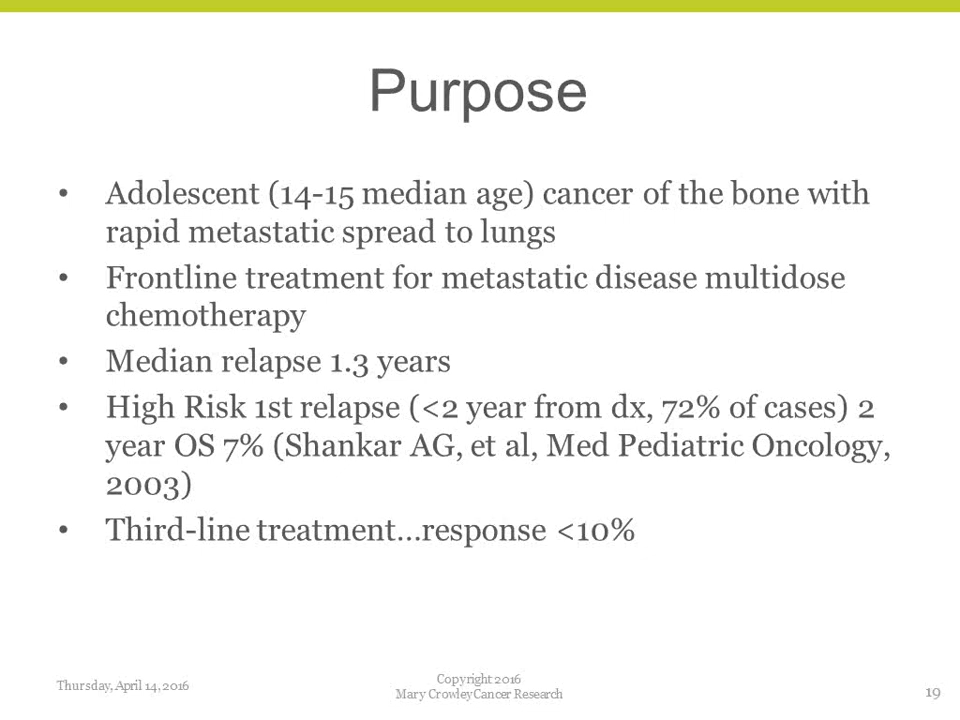 Purpose
• Adolescent (14-15 median age) cancer of the bone with
rapid metastatic spread to lungs
• Frontline treatment for metastatic disease multidose
chemotherapy
• Median relapse 1.3 years
• High Risk 1st relapse (<2 year from dx, 72% of cases) 2
year OS 7% (Shankar AG, et al, Med Pediatric Oncology,
2003)
• Third-line treatment…response <10%
Thursday, April 14, 2016
Copyright 2016
Mary Crowley Cancer Research
19